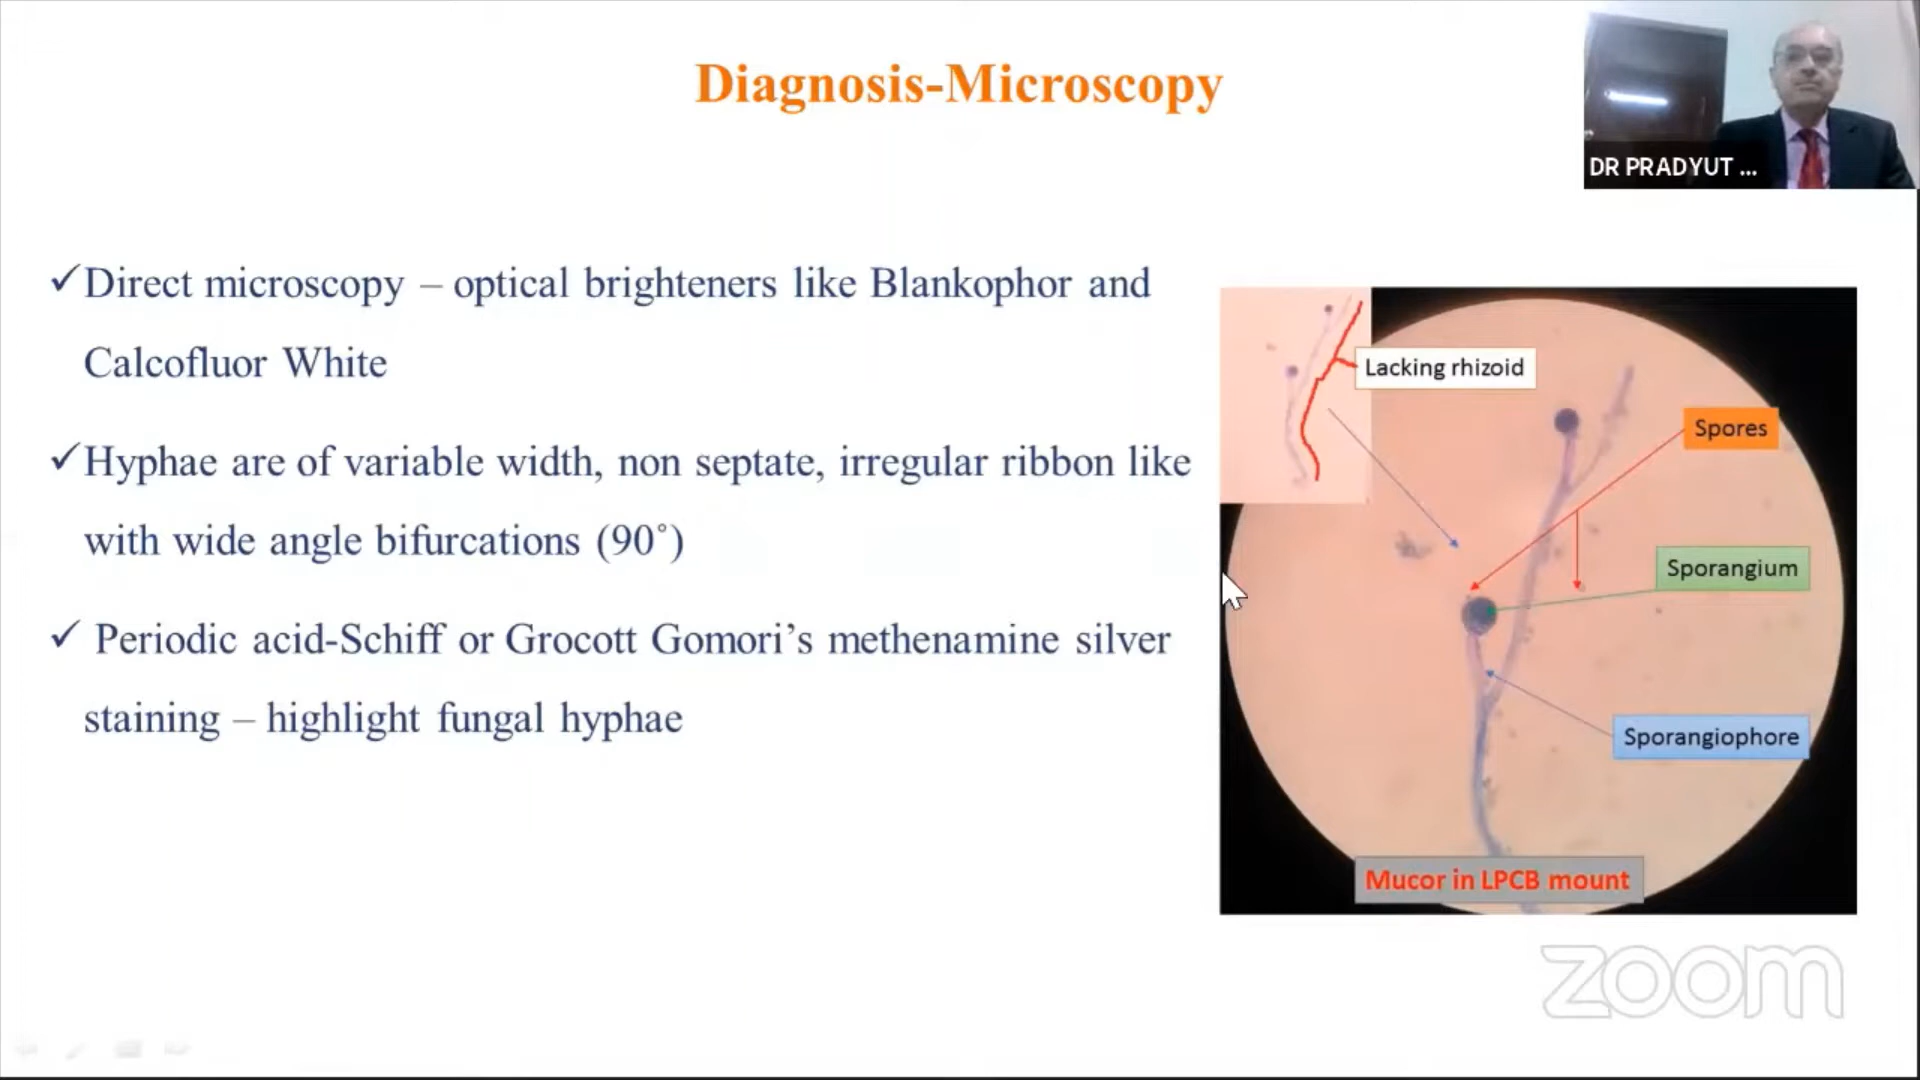 Diagnosis-Microscopy
DR PRADYUT ...
✓Direct microscopy – optical brighteners like Blankophor and
Calcofluor White
✓Hyphae are of variable width, non septate, irregular ribbon like
with wide angle bifurcations (90˚)
✓ Periodic acid-Schiff or Grocott Gomori’s methenamine silver
staining – highlight fungal hyphae
Lacking rhizoid
Spores
Sporangium
Sporangiophore
Mucor in LPCB mount
zoom